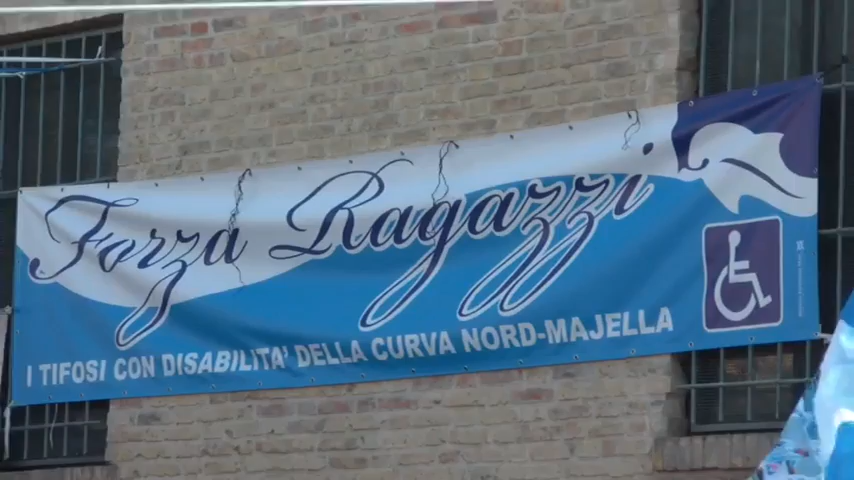 Forza Ragazzi
I TIFOSI CON DISABILITA' DELLA CURVA NORD-MAJELLA